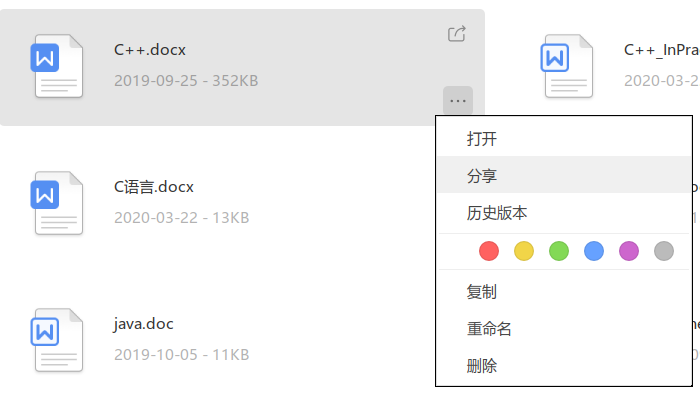 C++.docx
2019-09-25 - 352KB
C++_InPra
2020-03-2
打开
分享
历史版本
C语言.docx
2020-03-22 - 13KB
复制
重命名
删除
java.doc
2019-10-05 - 11KB